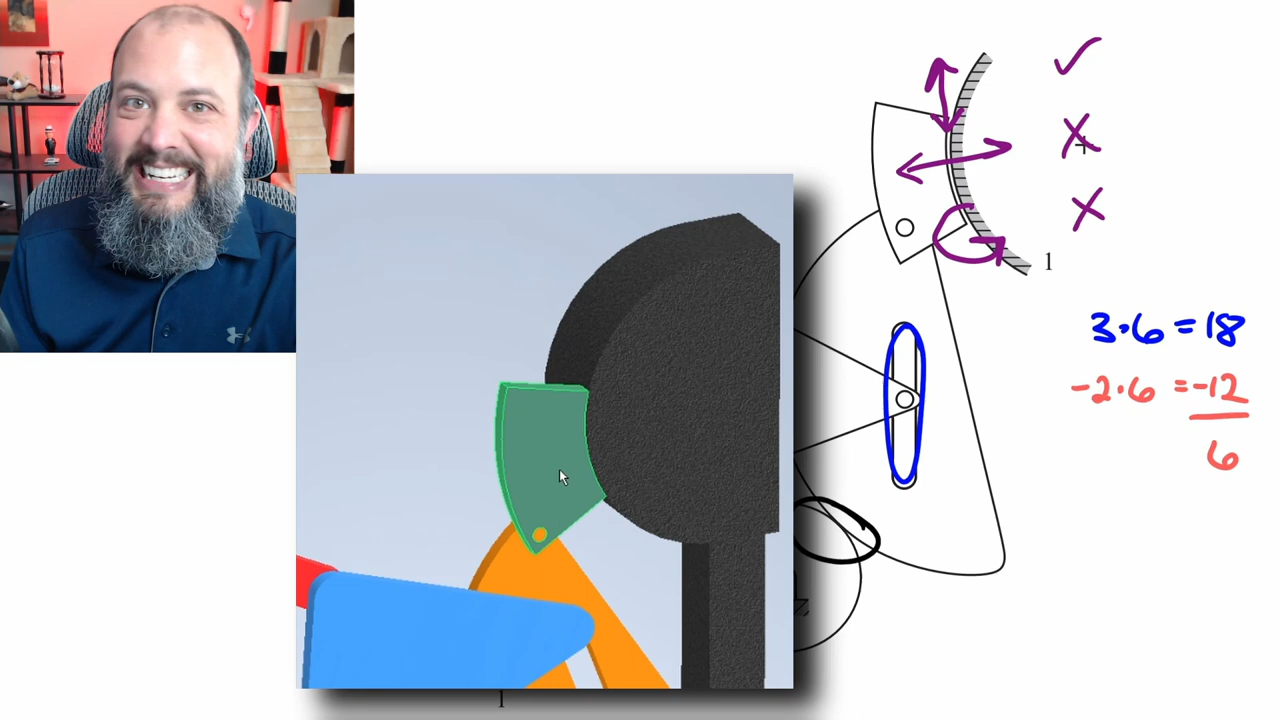 1
3·6 = 18
-2·6 = -12
6
1